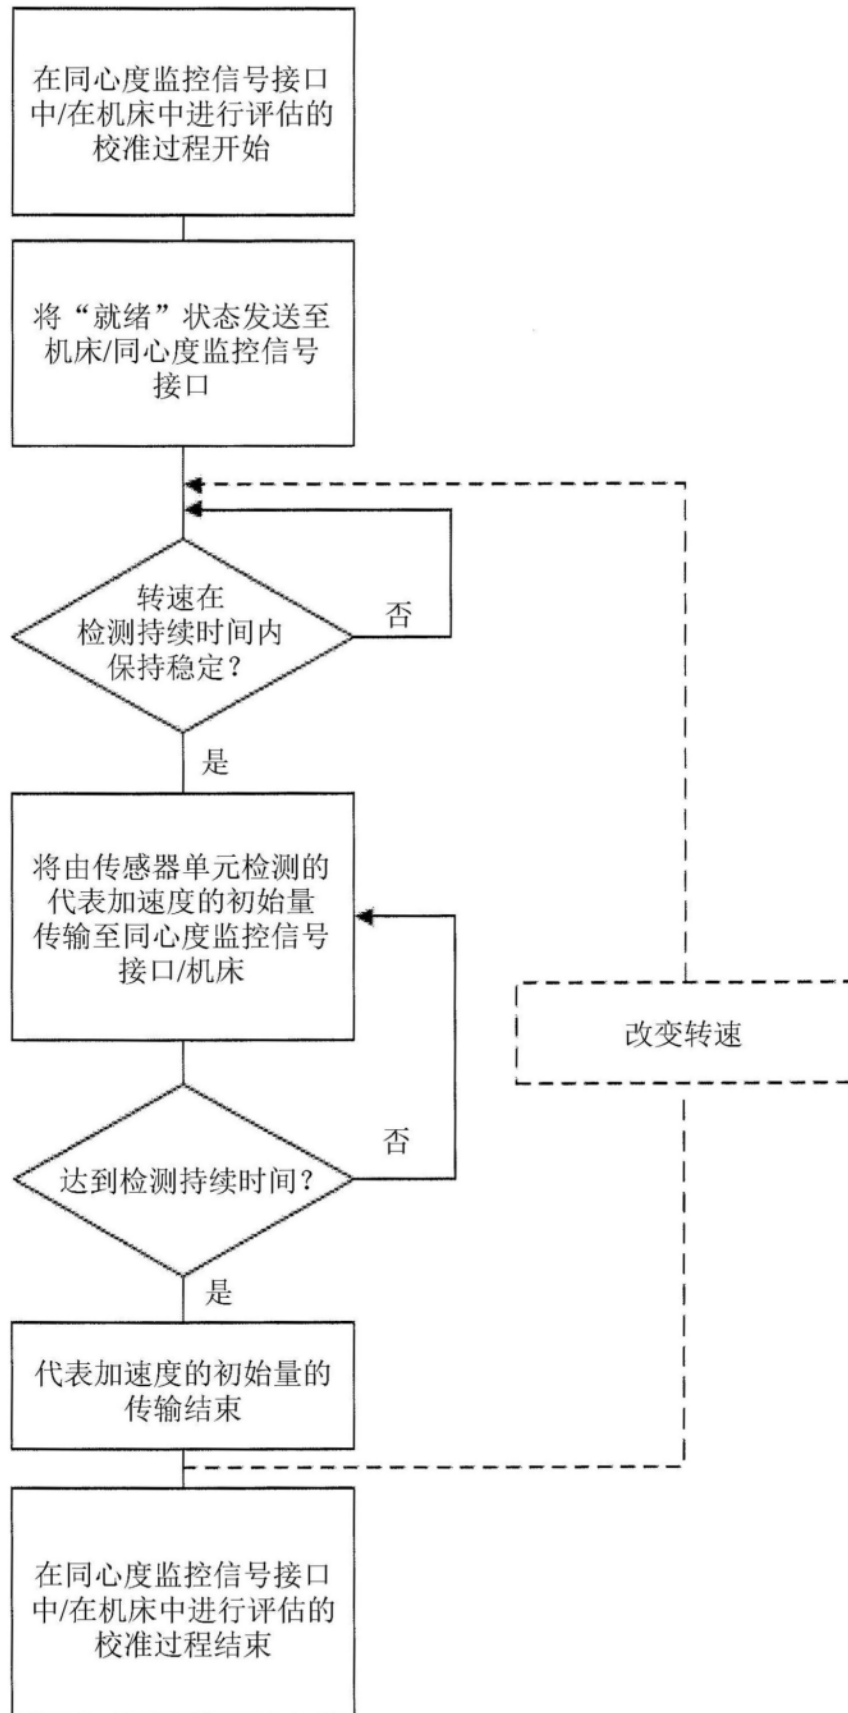 在同心度监控信号接口
中/在机床中进行评估的
校准过程开始
将“就绪”状态发送至
机床/同心度监控信号
接口
转速在
检测持续时间内
保持稳定？
否
是
将由传感器单元检测的
代表加速度的初始量
传输至同心度监控信号
接口/机床
改变转速
达到检测持续时间？
否
是
代表加速度的初始量的
传输结束
在同心度监控信号接口
中/在机床中进行评估的
校准过程结束